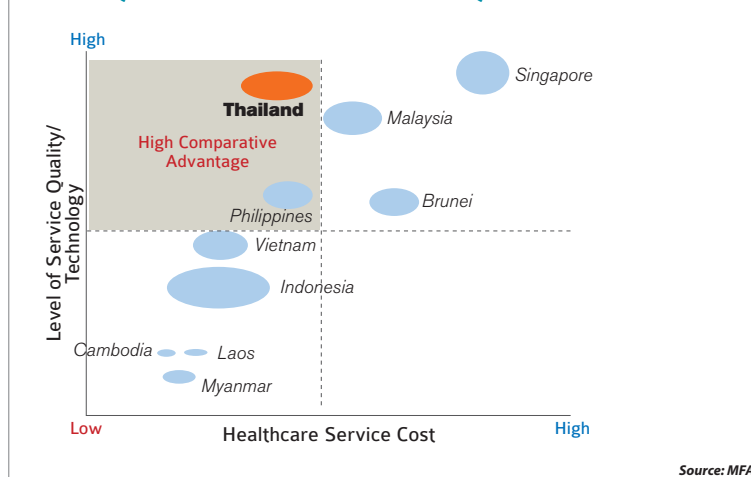 High
Singapore
Thailand
Malaysia
High Comparative
Advantage
Level of Service Quality/
Technology
Brunei
Philippines
Vietnam
Indonesia
Cambodia
Laos
Myanmar
Low
Healthcare Service Cost
High
Source: MFA